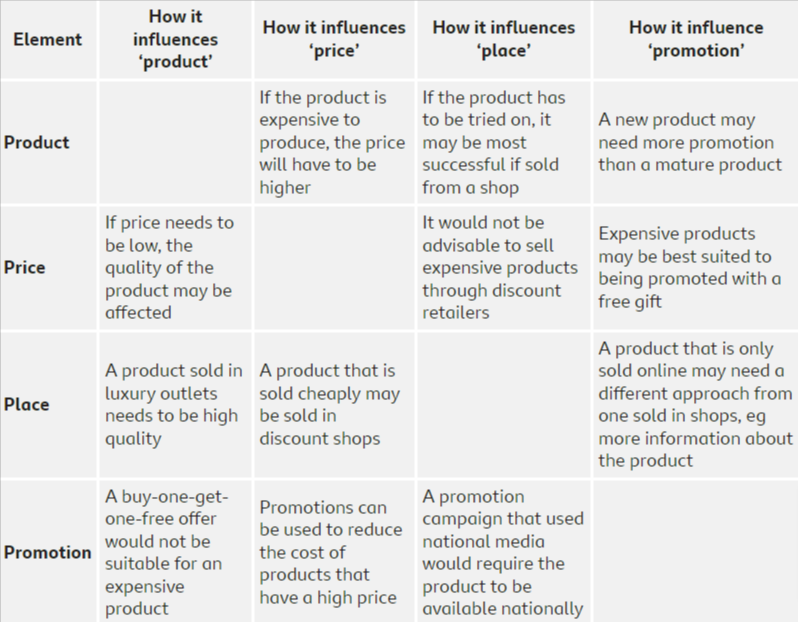 Element
How it
influences
‘product’
How it influences
‘price’
How it influences
‘place’
How it influence
‘promotion’
Product
If the product is
expensive to
produce, the price
will have to be
higher
If the product has
to be tried on, it
may be most
successful if sold
from a shop
A new product may
need more promotion
than a mature product
Price
If price needs to
be low, the
quality of the
product may be
affected
It would not be
advisable to sell
expensive products
through discount
retailers
Expensive products
may be best suited to
being promoted with a
free gift
Place
A product sold in
luxury outlets
needs to be high
quality
A product that is
sold cheaply may
be sold in
discount shops
A product that is only
sold online may need a
different approach from
one sold in shops, eg
more information about
the product
Promotion
A buy-one-get-
one-free offer
would not be
suitable for an
expensive
product
Promotions can
be used to reduce
the cost of
products that
have a high price
A promotion
campaign that used
national media
would require the
product to be
available nationally